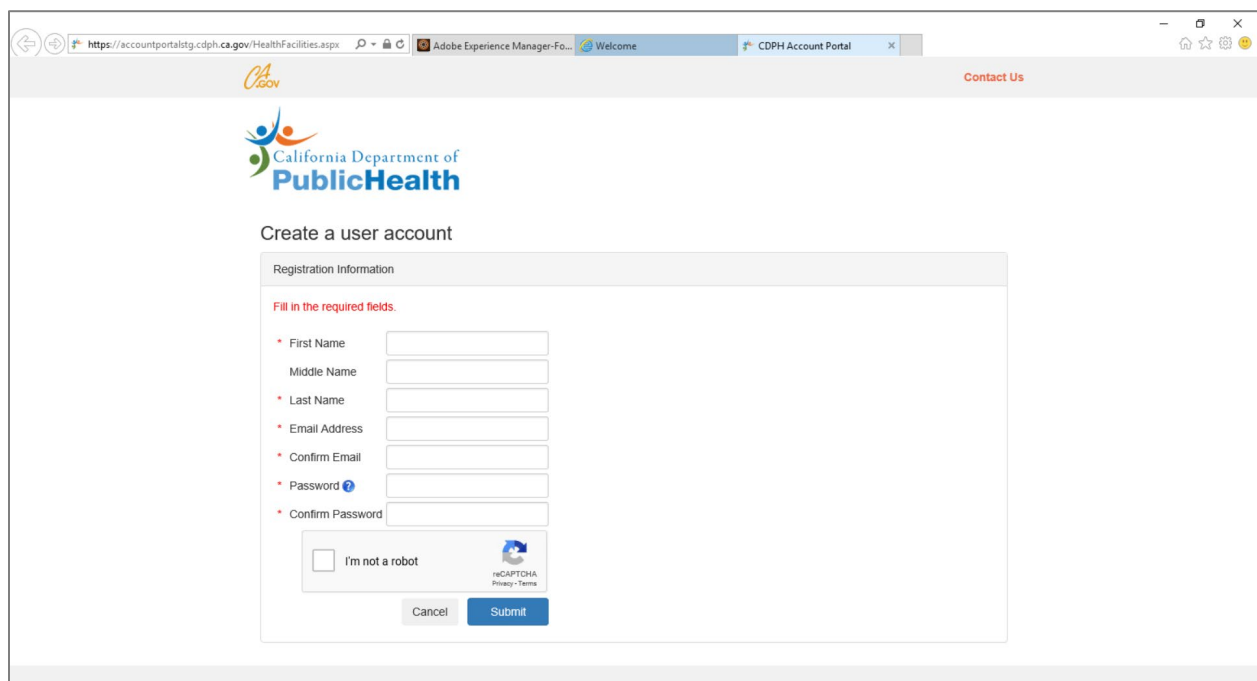 https://accountportalstg.cdph.ca.gov/HealthFacilities.aspx Adobe Experience Manager-Fo... Welcome CDPH Account Portal
CA.GOV Contact Us
California Department of
PublicHealth
Create a user account
Registration Information
Fill in the required fields.
* First Name
Middle Name
* Last Name
* Email Address
* Confirm Email
* Password ?
* Confirm Password
I'm not a robot
reCAPTCHA
Privacy - Terms
Cancel Submit